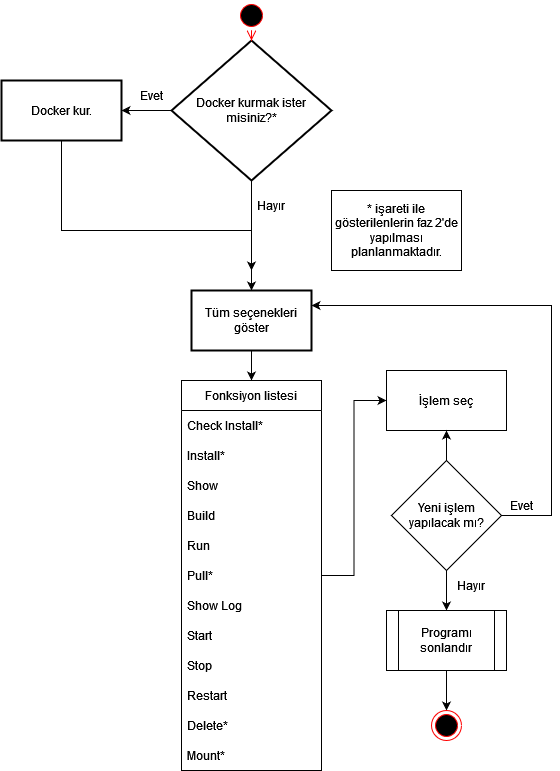 Docker kurmak ister
misiniz?*
Evet
Docker kur.
Hayır
* işareti ile
gösterilenlerin faz 2'de
yapılması
planlanmaktadır.
Tüm seçenekleri
göster
Fonksiyon listesi
Check Install*
Install*
Show
Build
Run
Pull*
Show Log
Start
Stop
Restart
Delete*
Mount*
İşlem seç
Yeni işlem
yapılacak mı?
Evet
Hayır
Programı
sonlandır